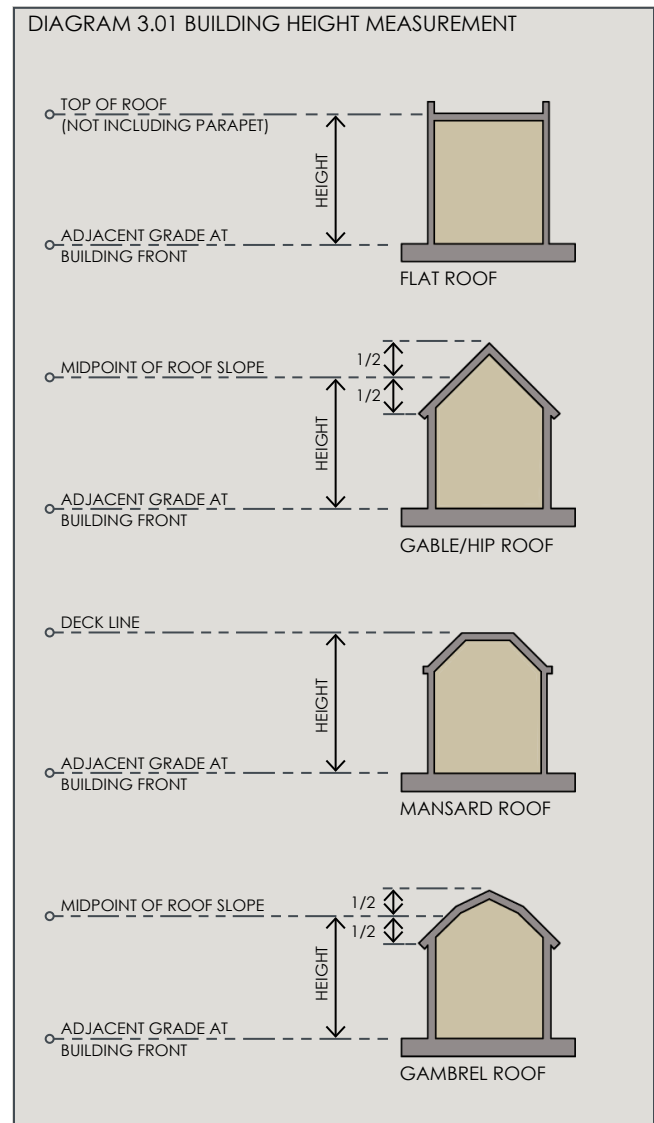 DIAGRAM 3.01 BUILDING HEIGHT MEASUREMENT
TOP OF ROOF
(NOT INCLUDING PARAPET)
HEIGHT
ADJACENT GRADE AT
BUILDING FRONT
FLAT ROOF
1/2
MIDPOINT OF ROOF SLOPE
1/2
HEIGHT
ADJACENT GRADE AT
BUILDING FRONT
GABLE/HIP ROOF
DECK LINE
HEIGHT
ADJACENT GRADE AT
BUILDING FRONT
MANSARD ROOF
1/2
MIDPOINT OF ROOF SLOPE
1/2
HEIGHT
ADJACENT GRADE AT
BUILDING FRONT
GAMBREL ROOF